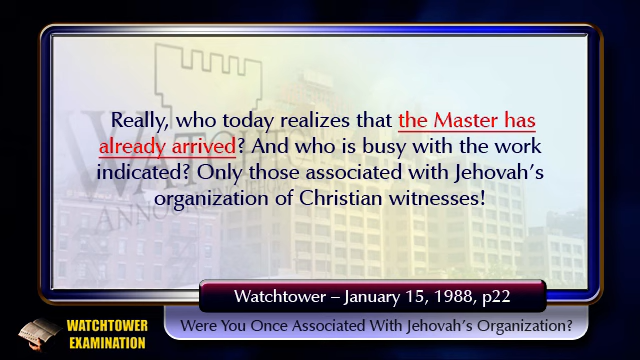 Really, who today realizes that the Master has
already arrived? And who is busy with the work
indicated? Only those associated with Jehovah's
organization of Christian witnesses!
WATCHTOWER
ANNOUNCING
Watchtower – January 15, 1988, p22
WATCHTOWER
EXAMINATION
Were You Once Associated With Jehovah's Organization?